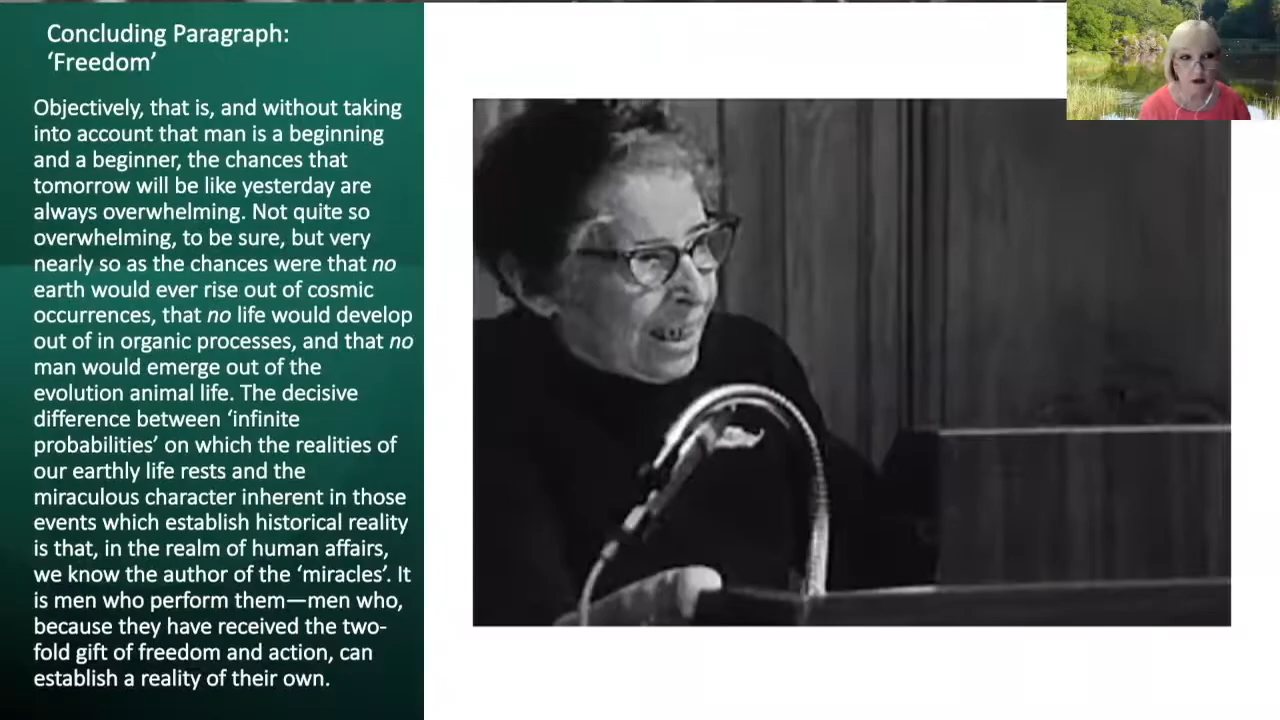 Concluding Paragraph:
‘Freedom’
Objectively, that is, and without taking
into account that man is a beginning
and a beginner, the chances that
tomorrow will be like yesterday are
always overwhelming. Not quite so
overwhelming, to be sure, but very
nearly so as the chances were that no
earth would ever rise out of cosmic
occurrences, that no life would develop
out of in organic processes, and that no
man would emerge out of the
evolution animal life. The decisive
difference between ‘infinite
probabilities’ on which the realities of
our earthly life rests and the
miraculous character inherent in those
events which establish historical reality
is that, in the realm of human affairs,
we know the author of the ‘miracles’. It
is men who perform them—men who,
because they have received the two-
fold gift of freedom and action, can
establish a reality of their own.